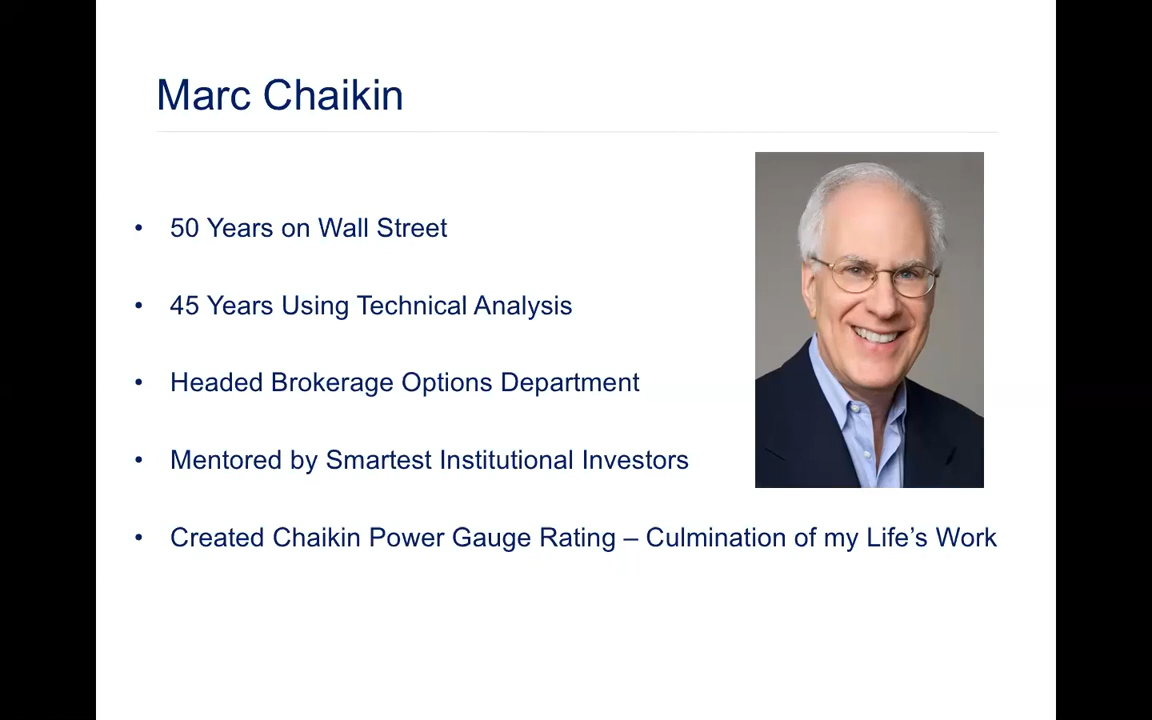 Marc Chaikin
• 50 Years on Wall Street
• 45 Years Using Technical Analysis
• Headed Brokerage Options Department
• Mentored by Smartest Institutional Investors
• Created Chaikin Power Gauge Rating – Culmination of my Life’s Work